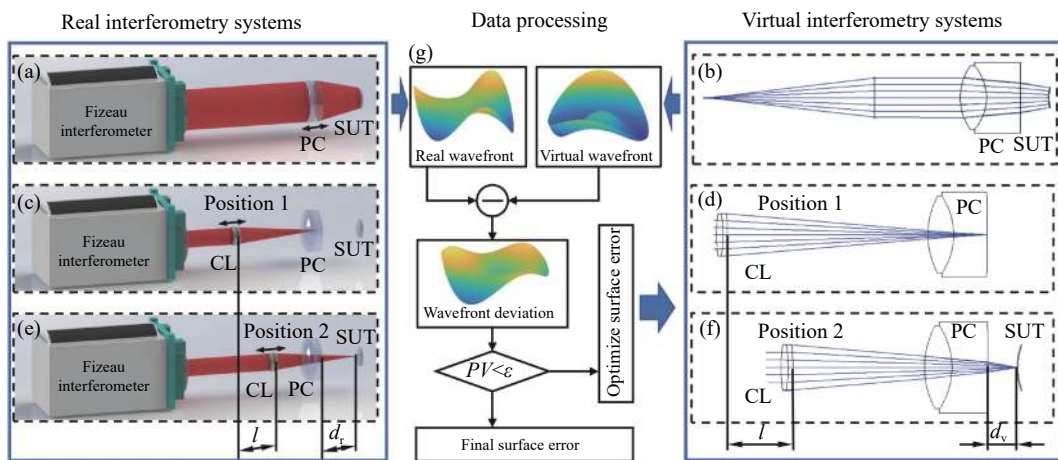 Real interferometry systems
Data processing
Virtual interferometry systems
(a)
Fizeau
interferometer
PC
SUT
(g)
Real wavefront
Virtual wavefront
(b)
PC
SUT
(c)
Position 1
Fizeau
interferometer
CL
PC
SUT
Wavefront deviation
Optimize surface error
(d)
Position 1
PC
CL
(e)
Position 2
SUT
Fizeau
interferometer
CL
PC
l
d_r
PV<ε
Final surface error
(f)
Position 2
PC
SUT
CL
l
d_v